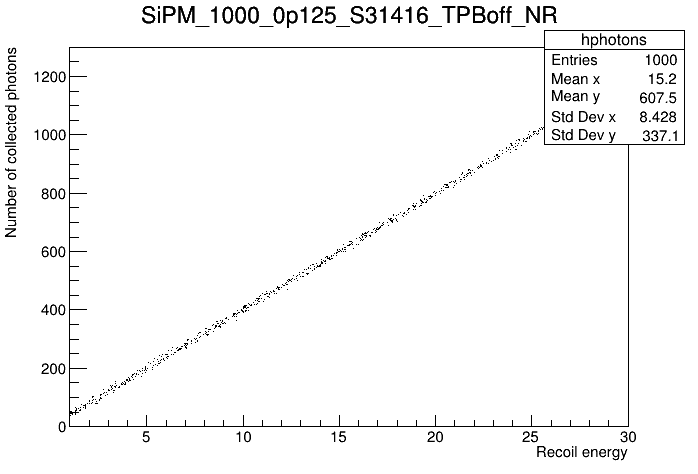 SiPM_1000_0p125_S31416_TPBoff_NR
hphotons
Entries 1000
Mean x 15.2
Mean y 607.5
Std Dev x 8.428
Std Dev y 337.1
Number of collected photons
1200
1000
800
600
400
200
0
5 10 15 20 25 30
Recoil energy